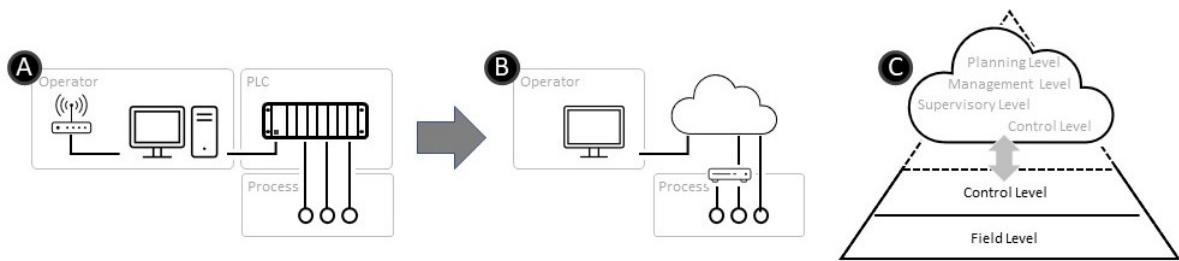 A
Operator
PLC
Process
B
Operator
Process
C
Planning Level
Management Level
Supervisory Level
Control Level
Control Level
Field Level